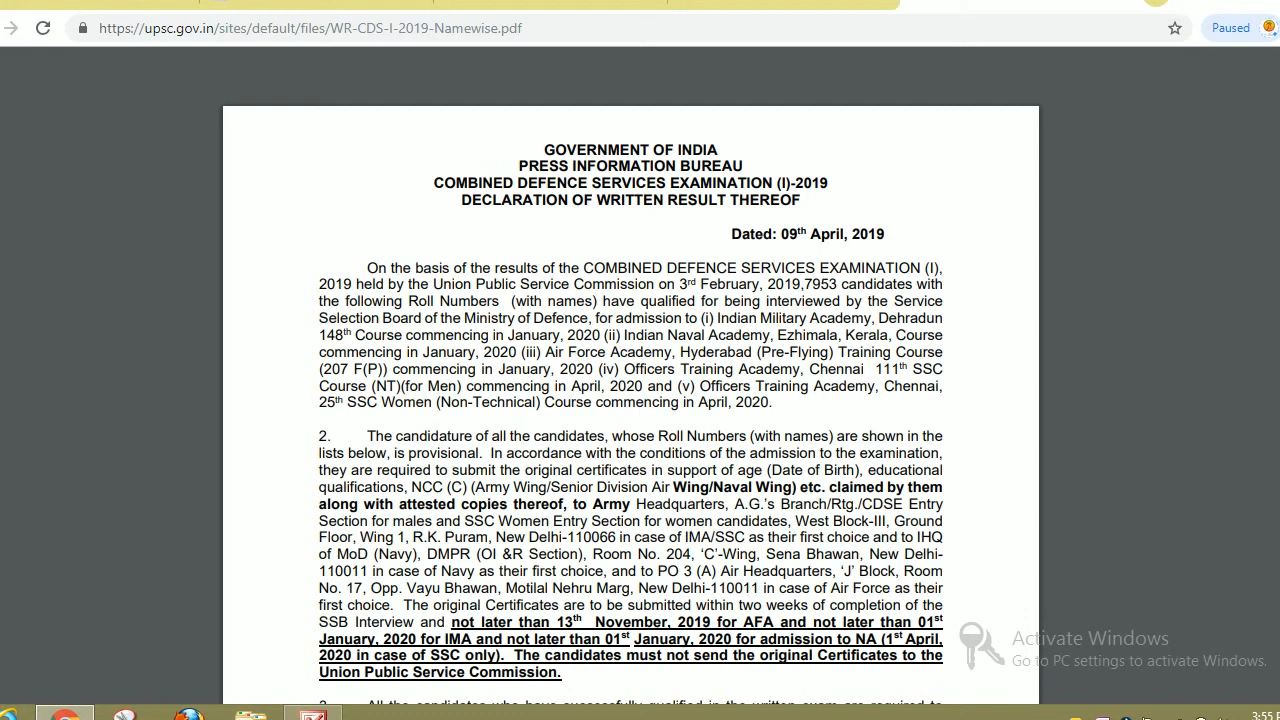 https://upsc.gov.in/sites/default/files/WR-CDS-I-2019-Namewise.pdf
Paused
GOVERNMENT OF INDIA
PRESS INFORMATION BUREAU
COMBINED DEFENCE SERVICES EXAMINATION (I)-2019
DECLARATION OF WRITTEN RESULT THEREOF
Dated: 09th April, 2019
On the basis of the results of the COMBINED DEFENCE SERVICES EXAMINATION (I),
2019 held by the Union Public Service Commission on 3rd February, 2019,7953 candidates with
the following Roll Numbers (with names) have qualified for being interviewed by the Service
Selection Board of the Ministry of Defence, for admission to (i) Indian Military Academy, Dehradun
148th Course commencing in January, 2020 (ii) Indian Naval Academy, Ezhimala, Kerala, Course
commencing in January, 2020 (iii) Air Force Academy, Hyderabad (Pre-Flying) Training Course
(207 F(P)) commencing in January, 2020 (iv) Officers Training Academy, Chennai 111th SSC
Course (NT)(for Men) commencing in April, 2020 and (v) Officers Training Academy, Chennai,
25th SSC Women (Non-Technical) Course commencing in April, 2020.
2. The candidature of all the candidates, whose Roll Numbers (with names) are shown in the
lists below, is provisional. In accordance with the conditions of the admission to the examination,
they are required to submit the original certificates in support of age (Date of Birth), educational
qualifications, NCC (C) (Army Wing/Senior Division Air Wing/Naval Wing) etc. claimed by them
along with attested copies thereof, to Army Headquarters, A.G.'s Branch/Rtg./CDSE Entry
Section for males and SSC Women Entry Section for women candidates, West Block-III, Ground
Floor, Wing 1, R.K. Puram, New Delhi-110066 in case of IMA/SSC as their first choice and to IHQ
of MoD (Navy), DMPR (OI &R Section), Room No. 204, 'C'-Wing, Sena Bhawan, New Delhi-
110011 in case of Navy as their first choice, and to PO 3 (A) Air Headquarters, 'J' Block, Room
No. 17, Opp. Vayu Bhawan, Motilal Nehru Marg, New Delhi-110011 in case of Air Force as their
first choice. The original Certificates are to be submitted within two weeks of completion of the
SSB Interview and not later than 13th November, 2019 for AFA and not later than 01st
January, 2020 for IMA and not later than 01st January, 2020 for admission to NA (1st April,
2020 in case of SSC only). The candidates must not send the original Certificates to the
Union Public Service Commission.
Activate Windows
Go to PC settings to activate Windows.
3:55